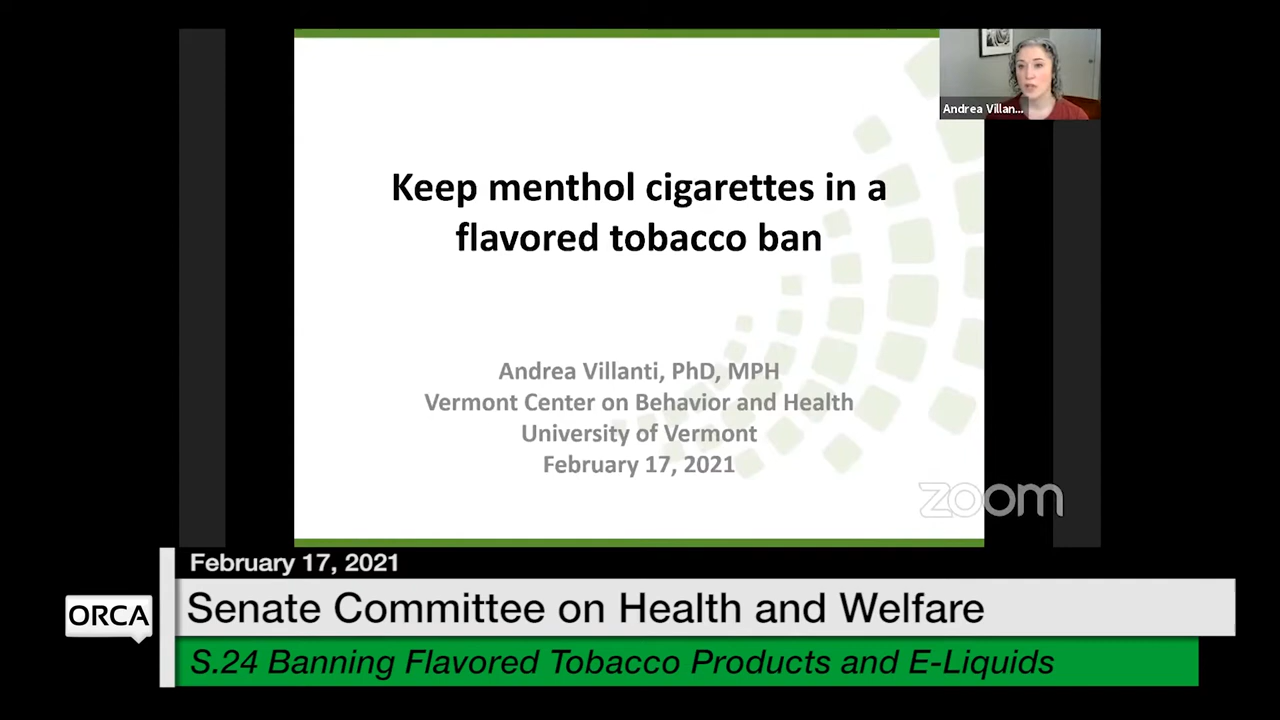 Andrea Villan...
Keep menthol cigarettes in a
flavored tobacco ban
Andrea Villanti, PhD, MPH
Vermont Center on Behavior and Health
University of Vermont
February 17, 2021
zoom
February 17, 2021
ORCA
Senate Committee on Health and Welfare
S.24 Banning Flavored Tobacco Products and E-Liquids